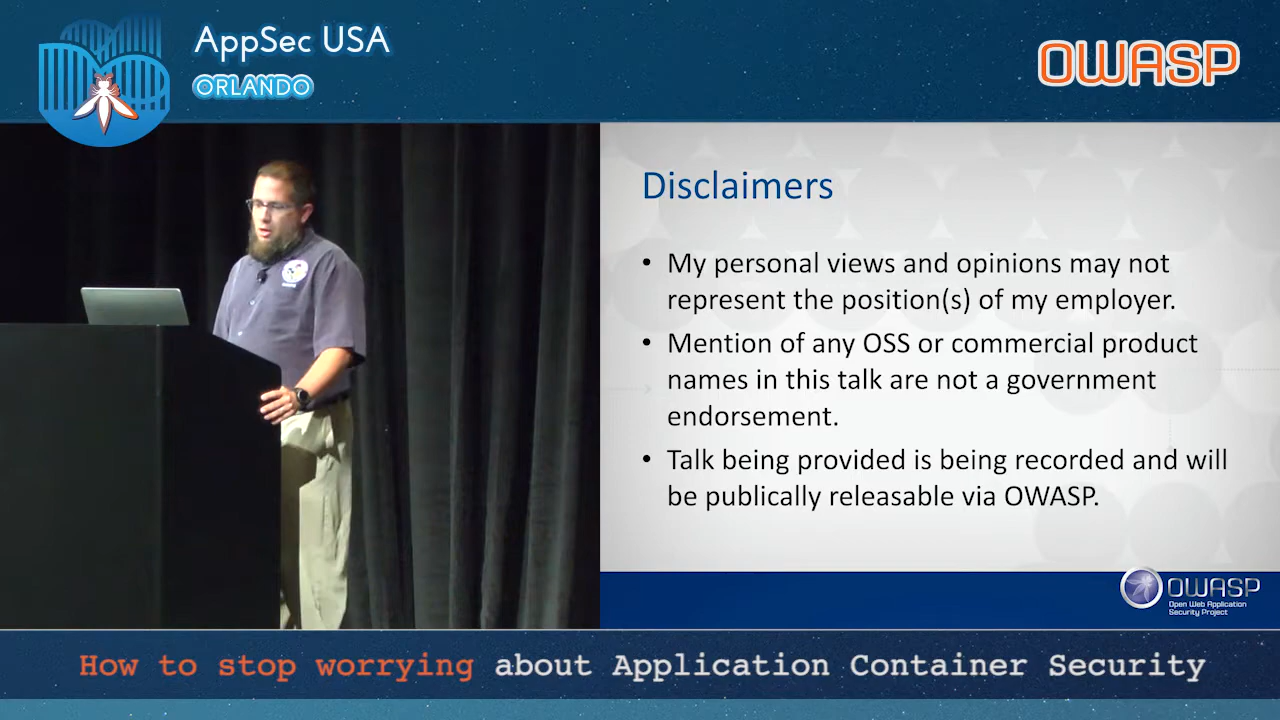 AppSec USA
ORLANDO
OWASP
Disclaimers
• My personal views and opinions may not
represent the position(s) of my employer.
• Mention of any OSS or commercial product
names in this talk are not a government
endorsement.
• Talk being provided is being recorded and will
be publically releasable via OWASP.
OWASP
Open Web Application
Security Project
How to stop worrying about Application Container Security